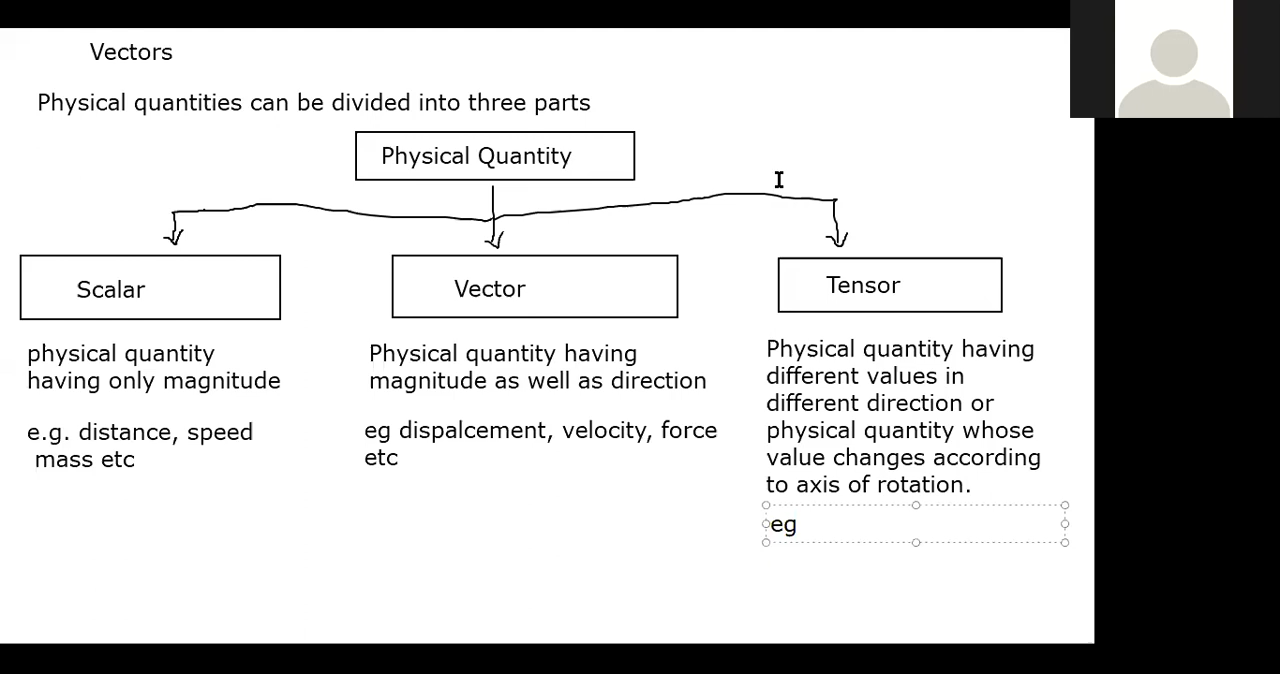 Vectors
Physical quantities can be divided into three parts
Physical Quantity
Scalar
Vector
Tensor
physical quantity
having only magnitude
e.g. distance, speed
mass etc
Physical quantity having
magnitude as well as direction
eg dispalcement, velocity, force
etc
Physical quantity having
different values in
different direction or
physical quantity whose
value changes according
to axis of rotation.
eg